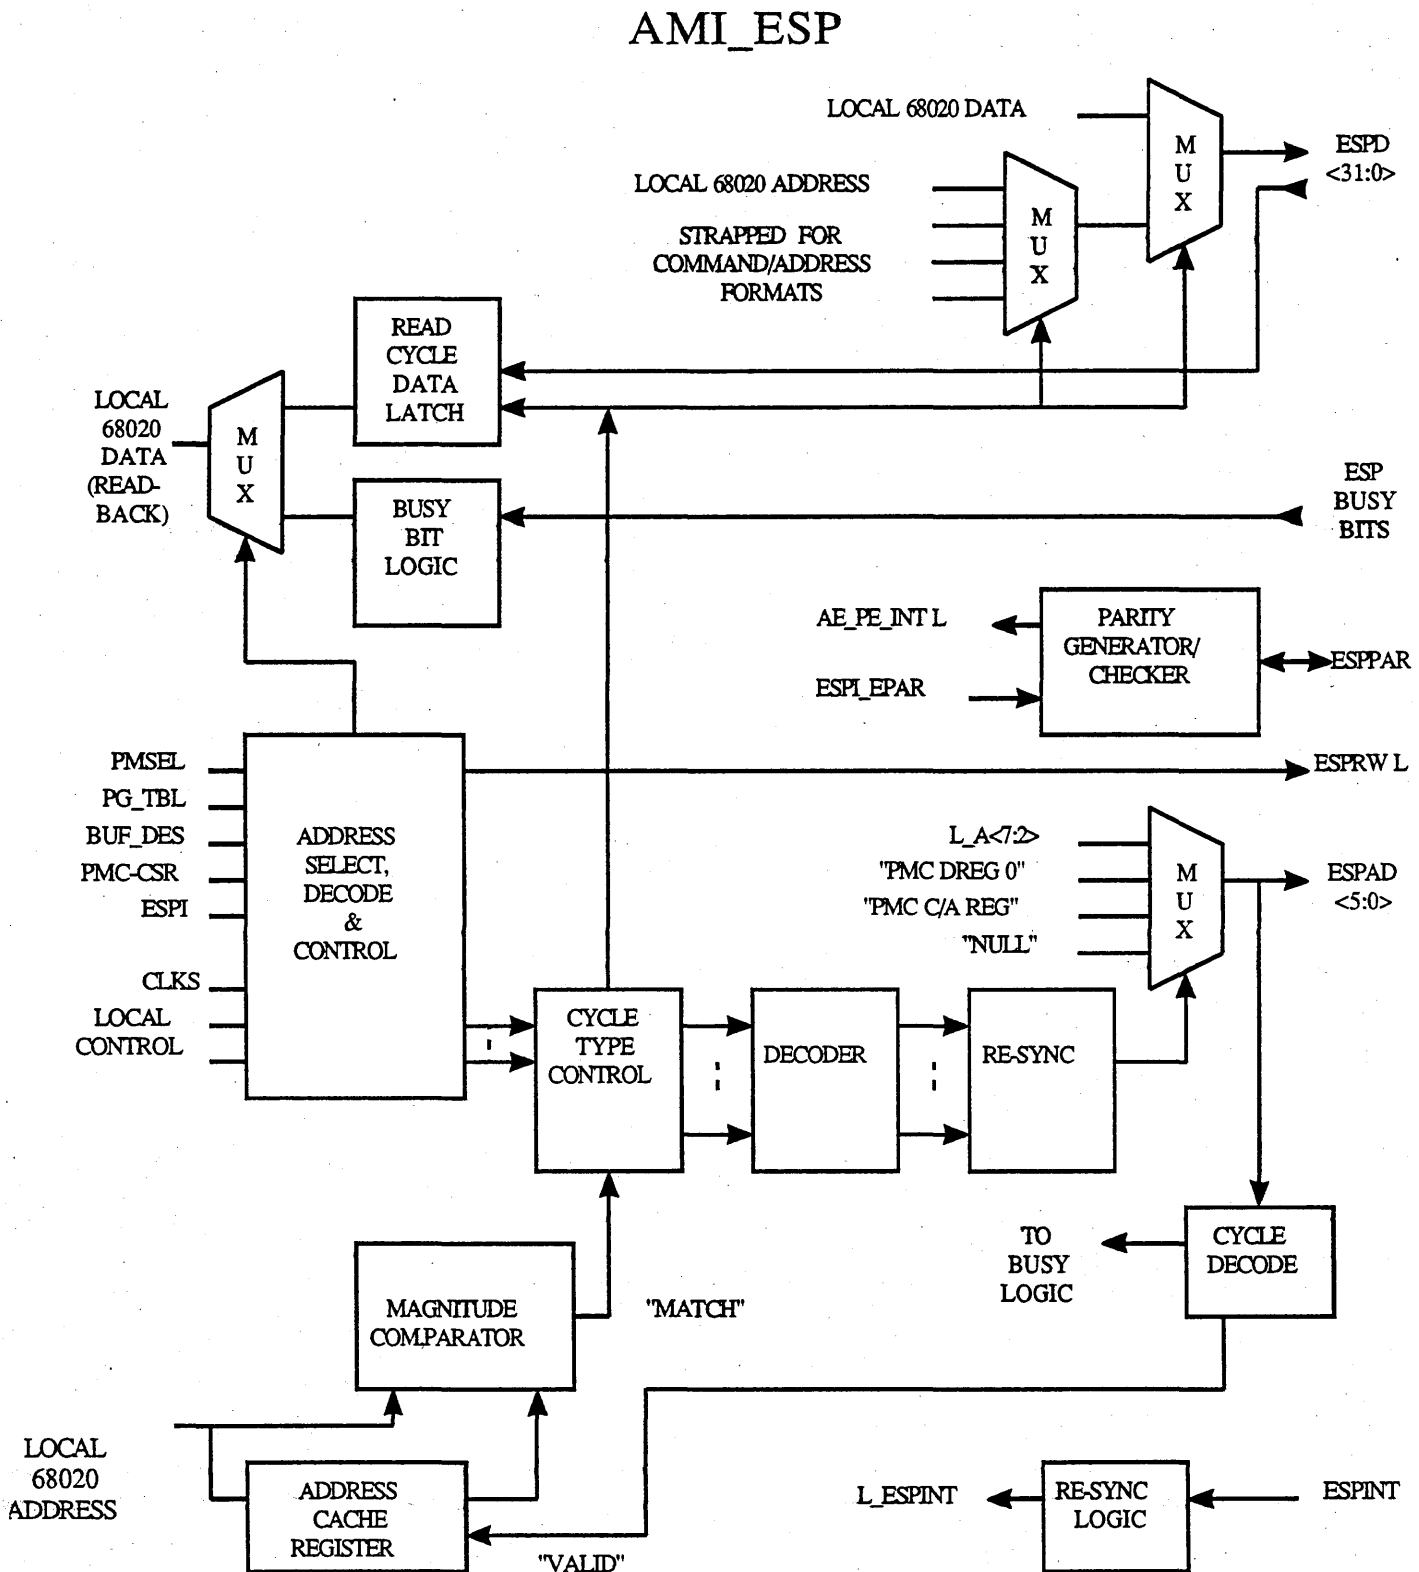 AMI_ESP
LOCAL 68020 DATA
M
U
X
ESPD
<31:0>
LOCAL 68020 ADDRESS
STRAPPED FOR
COMMAND/ADDRESS
FORMATS
M
U
X
READ
CYCLE
DATA
LATCH
LOCAL
68020
DATA
(READ-
BACK)
M
U
X
BUSY
BIT
LOGIC
ESP
BUSY
BITS
AE_PE_INT L
ESPI_EPAR
PARITY
GENERATOR/
CHECKER
ESPPAR
PMSEL
PG_TBL
BUF_DES
PMC-CSR
ESPI
CLKS
LOCAL
CONTROL
ADDRESS
SELECT,
DECODE
&
CONTROL
ESPRW L
L_A<7:2>
"PMC DREG 0"
"PMC C/A REG"
"NULL"
M
U
X
ESPAD
<5:0>
CYCLE
TYPE
CONTROL
DECODER
RE-SYNC
TO
BUSY
LOGIC
CYCLE
DECODE
MAGNITUDE
COMPARATOR
"MATCH"
LOCAL
68020
ADDRESS
ADDRESS
CACHE
REGISTER
"VALID"
L_ESPINT
RE-SYNC
LOGIC
ESPINT